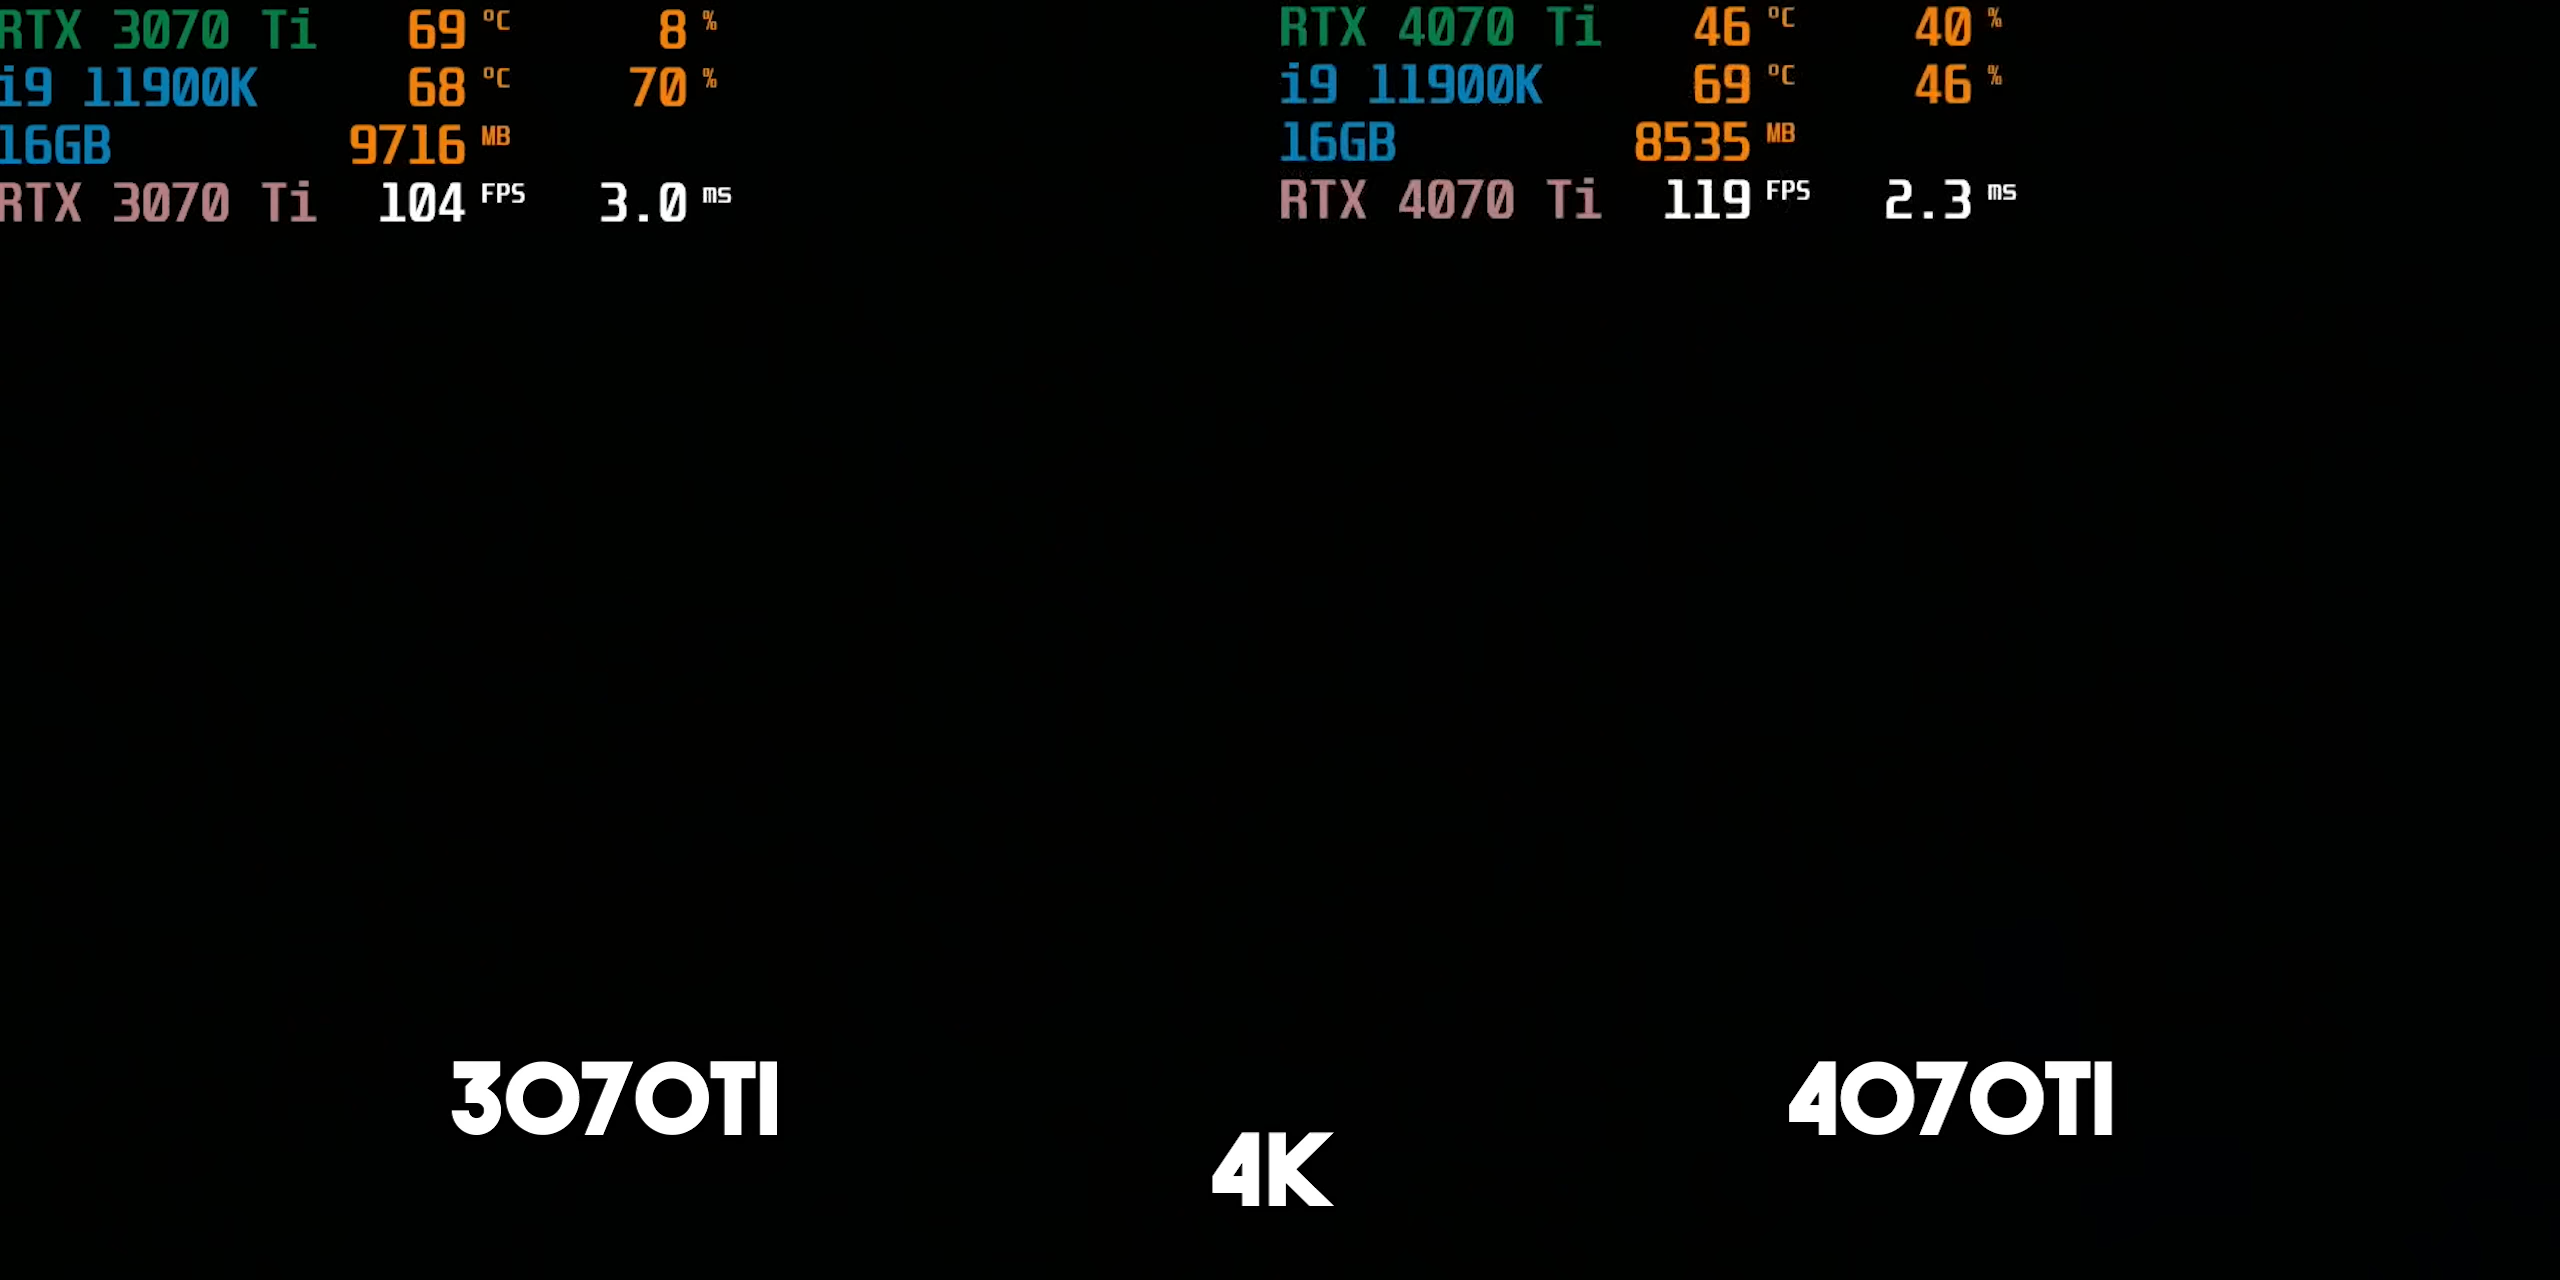 RTX 3070 Ti 69 °C 8 %
i9 11900K 68 °C 70 %
16GB 9716 MB
RTX 3070 Ti 104 FPS 3.0 ms
RTX 4070 Ti 46 °C 40 %
i9 11900K 69 °C 46 %
16GB 8535 MB
RTX 4070 Ti 119 FPS 2.3 ms
3070TI
4070TI
4K